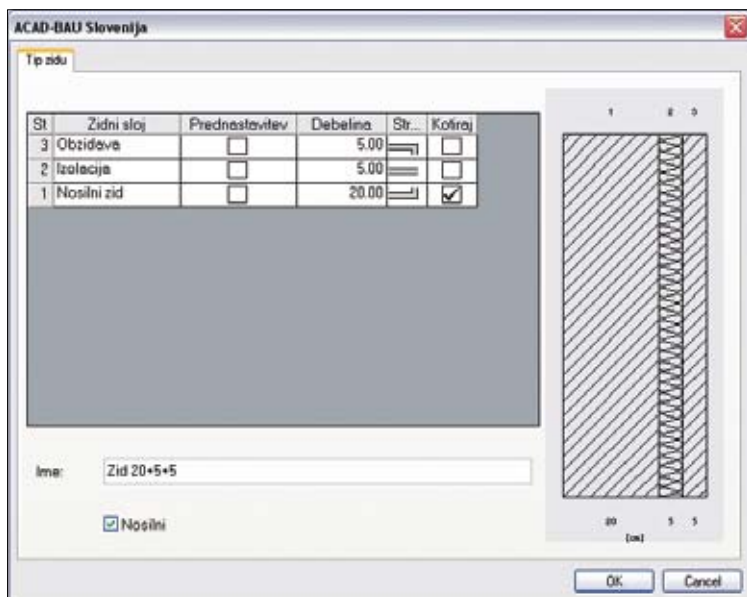 ACAD-BAU Slovenija
Tip zidu
St Zidni sloj Prednastavitev Debelina Str... Kotiraj
3 Obzidava 5.00
2 Izolacija 5.00
1 Nosilni zid 20.00
1 2 3
Ime: Zid 20+5+5
Nosilni
20 5 5
[cm]
OK Cancel